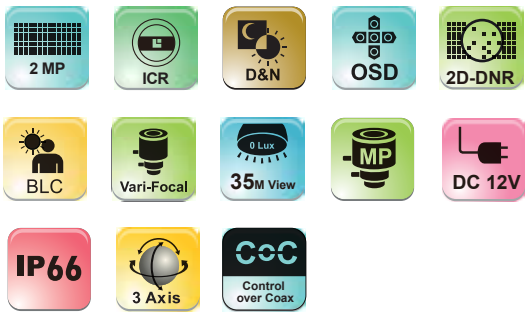 2 MP
ICR
D&N
OSD
2D-DNR
BLC
Vari-Focal
0 Lux
35M View
MP
DC 12V
IP66
3 Axis
CoC
Control
over Coax